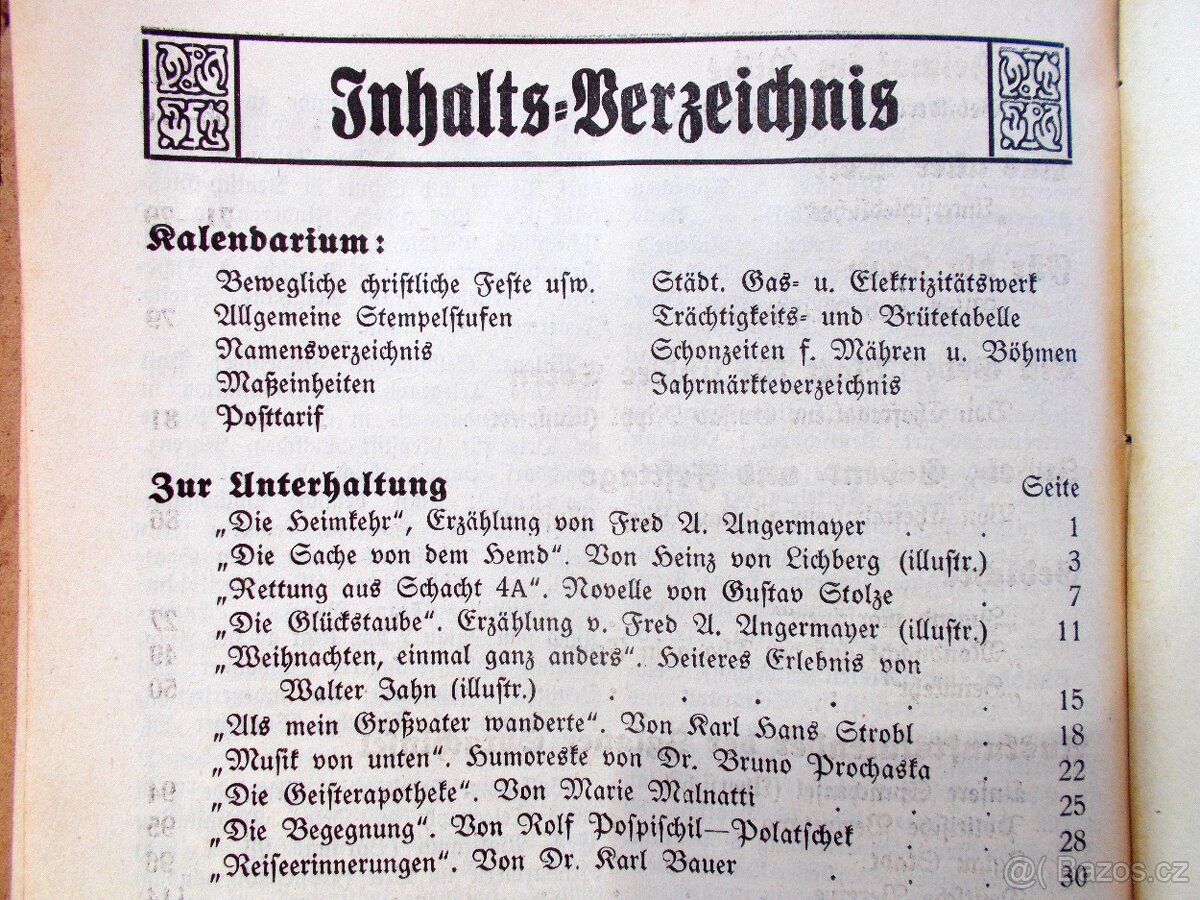 Inhalts-Verzeichnis
Kalendarium:
Bewegliche christliche Feste usw.
Allgemeine Stempelstufen
Namensverzeichnis
Maßeinheiten
Posttarif
Städt. Gas- u. Elektrizitätswerk
Trächtigkeits- und Brütetabelle
Schonzeiten f. Mähren u. Böhmen
Jahrmärkteverzeichnis
Zur Unterhaltung Seite
„Die Heimkehr“, Erzählung von Fred A. Angermayer . . . 1
„Die Sache von dem Hemd“. Von Heinz von Lichberg (illustr.) 3
„Rettung aus Schacht 4A“. Novelle von Gustav Stolze . 7
„Die Glückstaube“. Erzählung v. Fred A. Angermayer (illustr.) 11
„Weihnachten, einmal ganz anders“. Heiteres Erlebnis von
Walter Jahn (illustr.) . . . . . . . 15
„Als mein Großvater wanderte“. Von Karl Hans Strobl . 18
„Musik von unten“. Humoreske von Dr. Bruno Prochaska . 22
„Die Geisterapotheke“. Von Marie Malnatti . . . 25
„Die Begegnung“. Von Rolf Pospischil—Polatschek . . 28
„Reiseerinnerungen“. Von Dr. Karl Bauer . . . 30
Bazos.cz